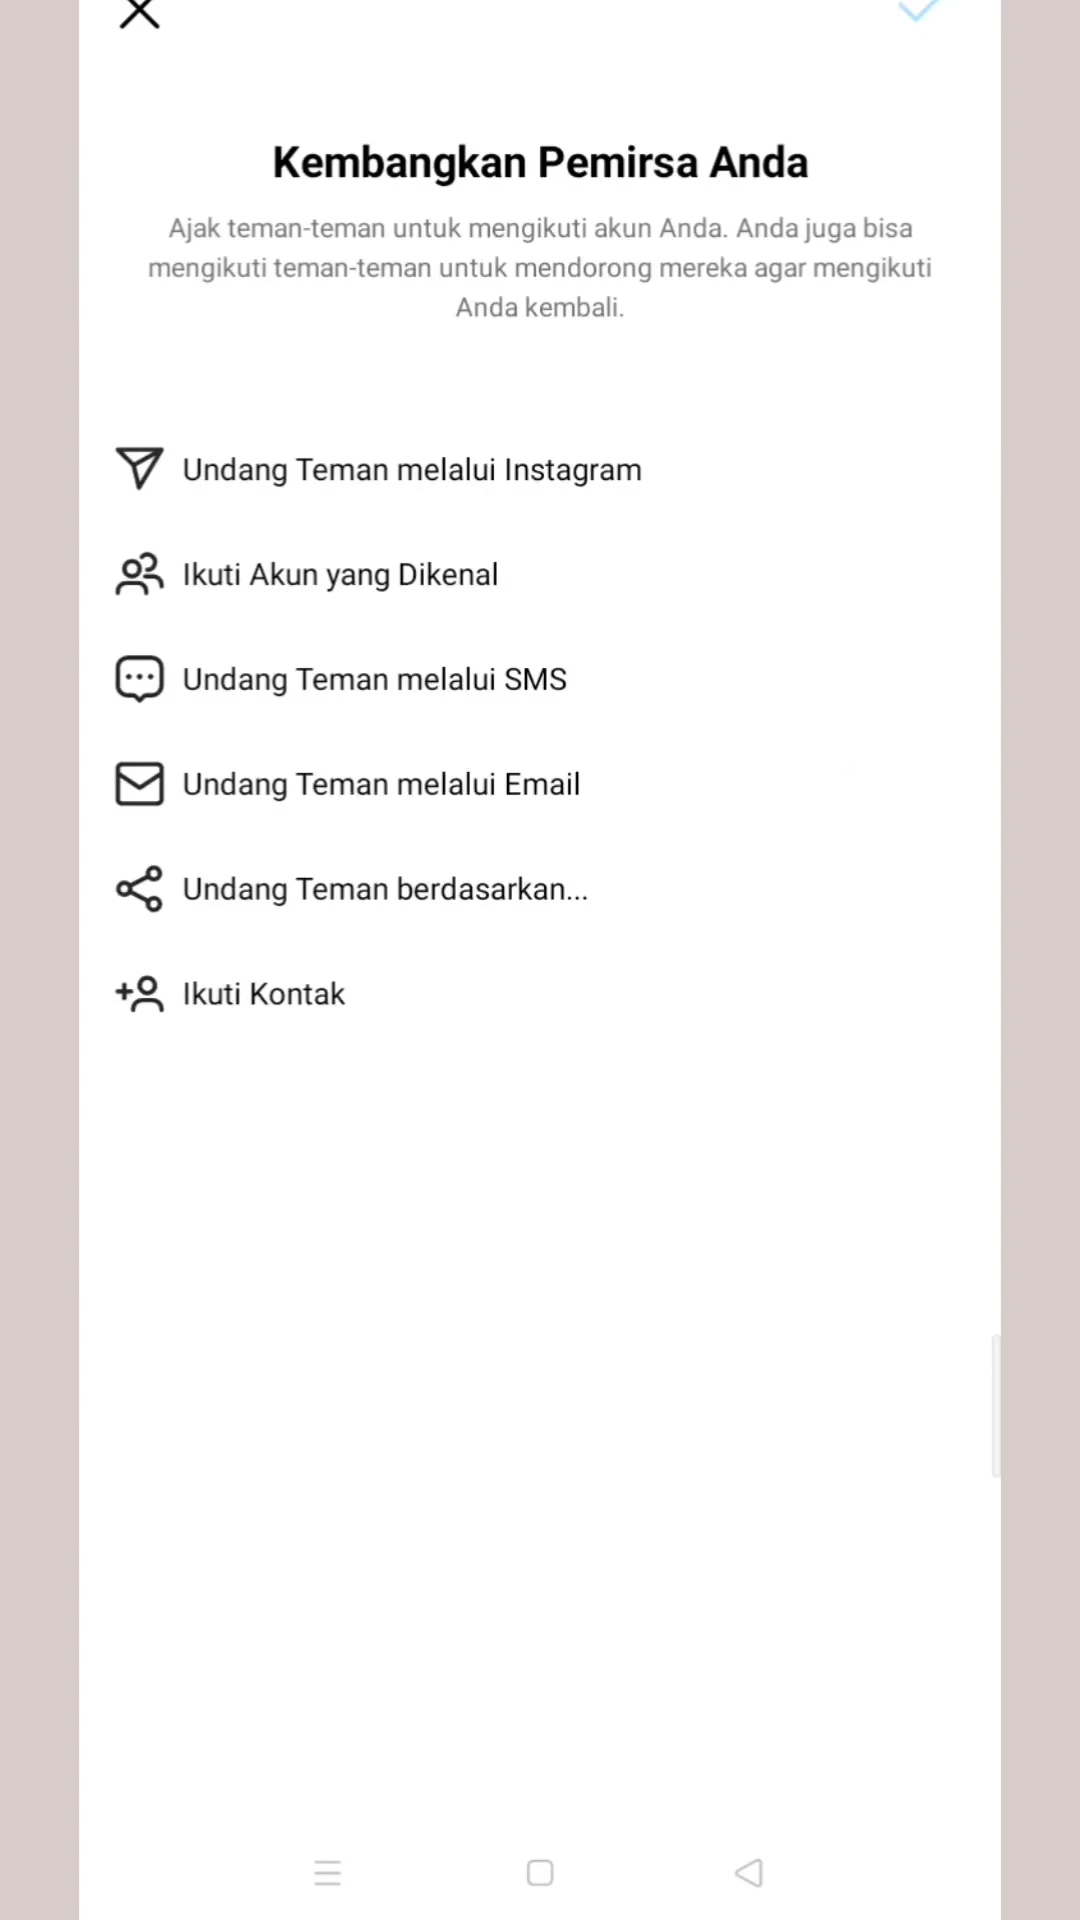 Kembangkan Pemirsa Anda
Ajak teman-teman untuk mengikuti akun Anda. Anda juga bisa
mengikuti teman-teman untuk mendorong mereka agar mengikuti
Anda kembali.
Undang Teman melalui Instagram
Ikuti Akun yang Dikenal
Undang Teman melalui SMS
Undang Teman melalui Email
Undang Teman berdasarkan...
Ikuti Kontak